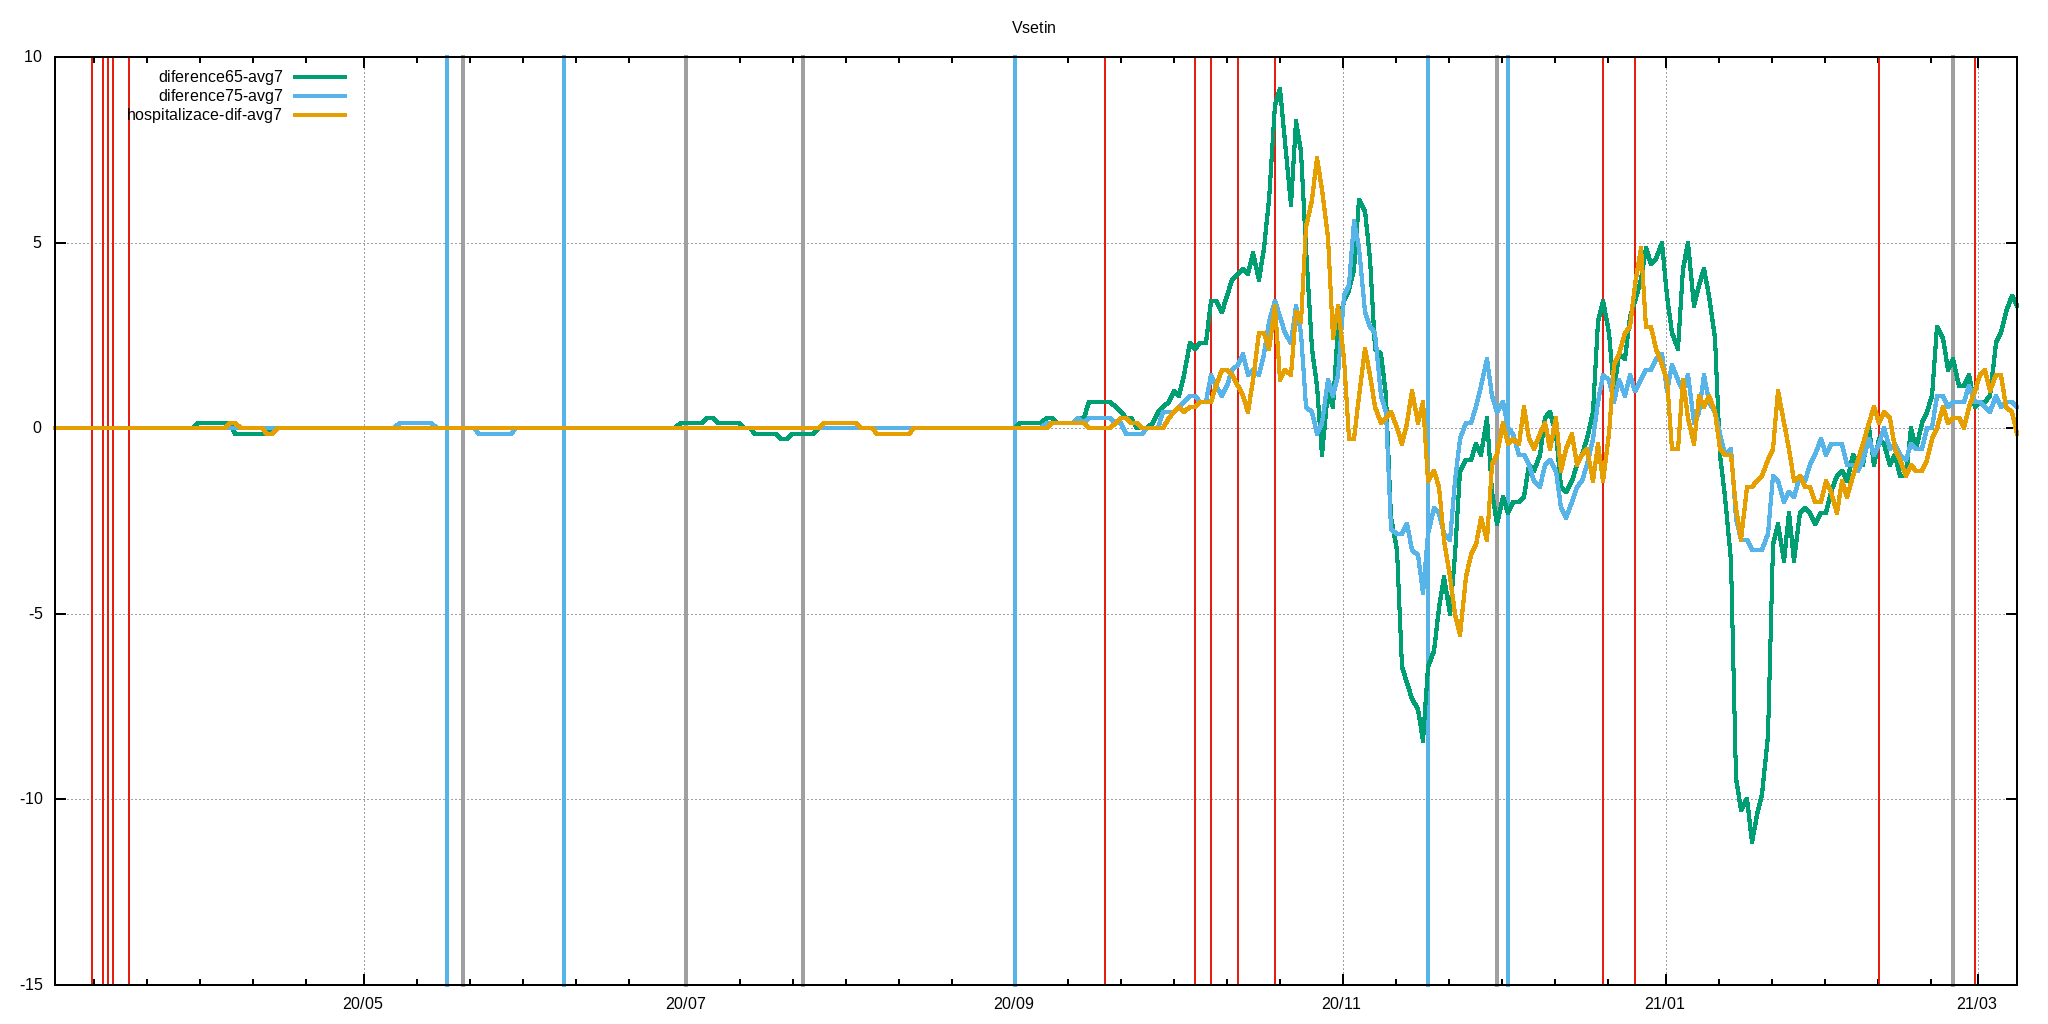 Vsetin
10
diference65-avg7
diference75-avg7
hospitalizace-dif-avg7
5
0
-5
-10
-15
20/05 20/07 20/09 20/11 21/01 21/03